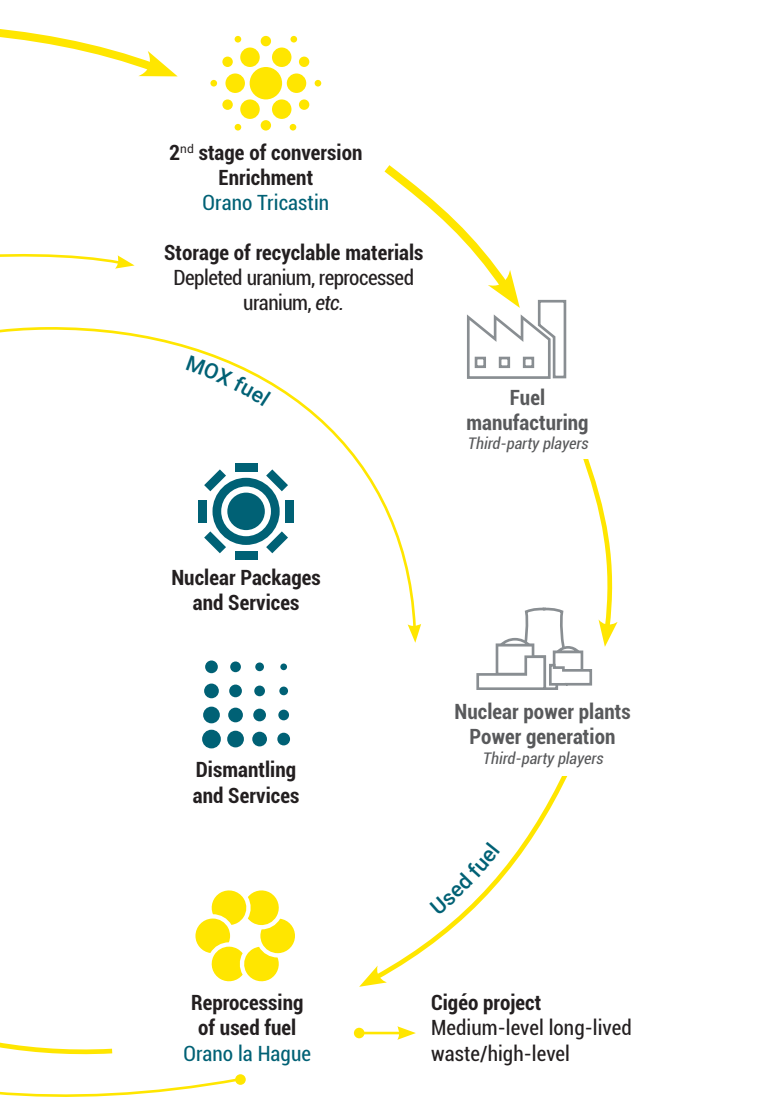 2nd stage of conversion
Enrichment
Orano Tricastin
Storage of recyclable materials
Depleted uranium, reprocessed
uranium, etc.
MOX fuel
Fuel
manufacturing
Third-party players
Nuclear Packages
and Services
Dismantling
and Services
Nuclear power plants
Power generation
Third-party players
Used fuel
Reprocessing
of used fuel
Orano la Hague
Cigéo project
Medium-level long-lived
waste/high-level